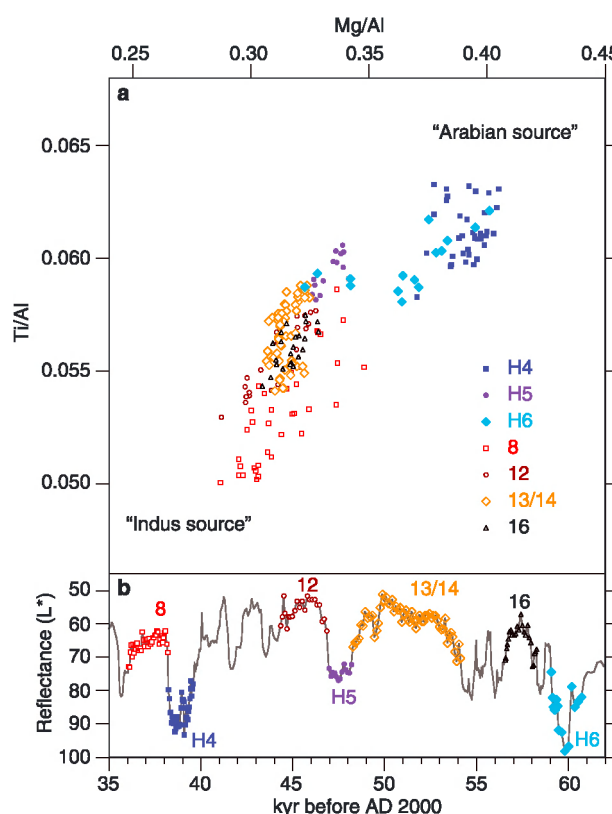 Mg/Al
0.25 0.30 0.35 0.40 0.45
a
"Arabian source"
0.065
0.060
Ti/Al
0.055
0.050
H4
H5
H6
8
12
13/14
16
"Indus source"
b
8
12
13/14
16
H4
H5
H6
50
60
70
80
90
100
Reflectance (L*)
35 40 45 50 55 60
kyr before AD 2000